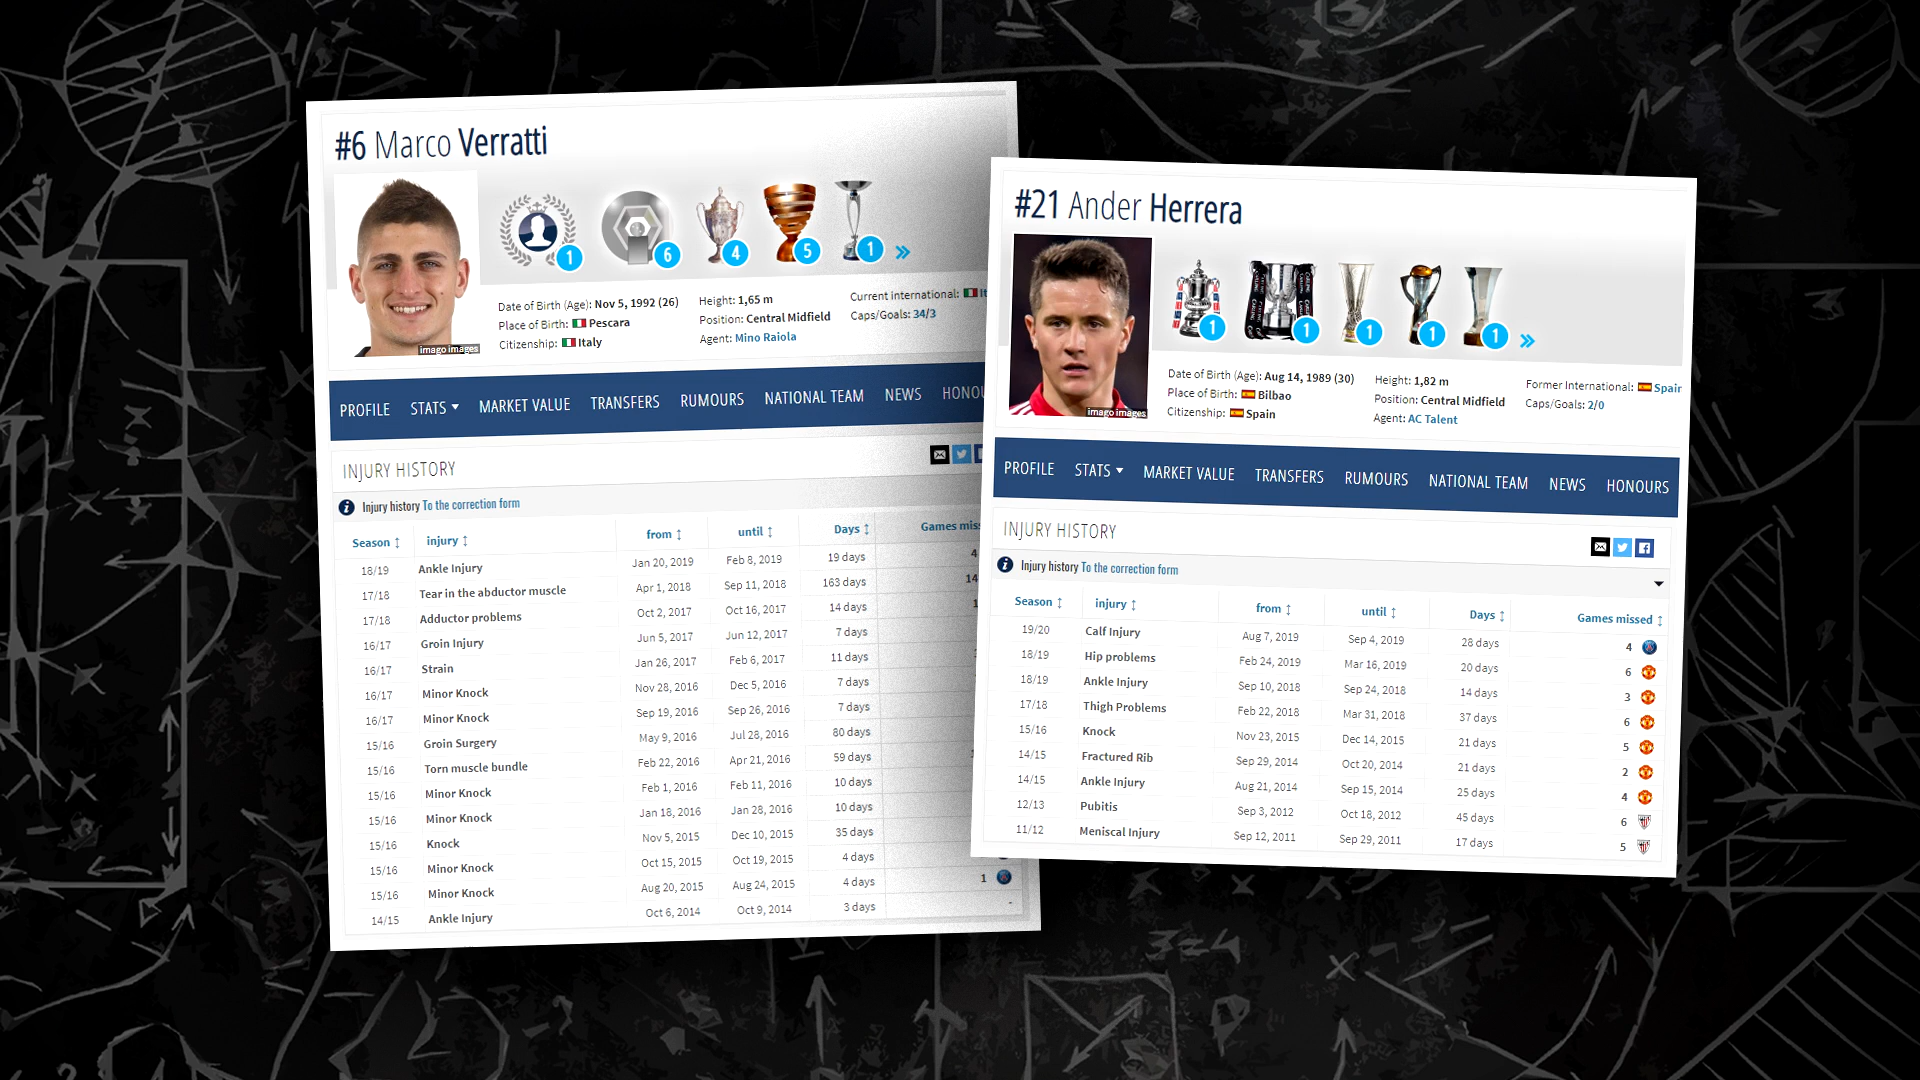 #6 Marco Verratti
1
6
4
5
1
imago images
Date of Birth (Age): Nov 5, 1992 (26)
Place of Birth: Pescara
Citizenship: Italy
Height: 1,65 m
Position: Central Midfield
Agent: Mino Raiola
Current international:
Caps/Goals: 34/3
PROFILE STATS MARKET VALUE TRANSFERS RUMOURS NATIONAL TEAM NEWS HONOU
INJURY HISTORY
Injury history To the correction form
Season injury from until Days Games miss
18/19 Ankle Injury Jan 20, 2019 Feb 8, 2019 19 days 4
17/18 Tear in the abductor muscle Apr 1, 2018 Sep 11, 2018 163 days 14
17/18 Adductor problems Oct 2, 2017 Oct 16, 2017 14 days
16/17 Groin Injury Jun 5, 2017 Jun 12, 2017 7 days
16/17 Strain Jan 26, 2017 Feb 6, 2017 11 days
16/17 Minor Knock Nov 28, 2016 Dec 5, 2016 7 days
16/17 Minor Knock Sep 19, 2016 Sep 26, 2016 7 days
15/16 Groin Surgery May 9, 2016 Jul 28, 2016 80 days
15/16 Torn muscle bundle Feb 22, 2016 Apr 21, 2016 59 days
15/16 Minor Knock Feb 1, 2016 Feb 11, 2016 10 days
15/16 Minor Knock Jan 18, 2016 Jan 28, 2016 10 days
15/16 Knock Nov 5, 2015 Dec 10, 2015 35 days
15/16 Minor Knock Oct 15, 2015 Oct 19, 2015 4 days
15/16 Minor Knock Aug 20, 2015 Aug 24, 2015 4 days 1
14/15 Ankle Injury Oct 6, 2014 Oct 9, 2014 3 days -
#21 Ander Herrera
1
1
1
1
1
imago images
Date of Birth (Age): Aug 14, 1989 (30)
Place of Birth: Bilbao
Citizenship: Spain
Height: 1,82 m
Position: Central Midfield
Agent: AC Talent
Former International: Spain
Caps/Goals: 2/0
PROFILE STATS MARKET VALUE TRANSFERS RUMOURS NATIONAL TEAM NEWS HONOURS
INJURY HISTORY
Injury history To the correction form
Season injury from until Days Games missed
19/20 Calf Injury Aug 7, 2019 Sep 4, 2019 28 days 4
18/19 Hip problems Feb 24, 2019 Mar 16, 2019 20 days 6
18/19 Ankle Injury Sep 10, 2018 Sep 24, 2018 14 days 3
17/18 Thigh Problems Feb 22, 2018 Mar 31, 2018 37 days 6
15/16 Knock Nov 23, 2015 Dec 14, 2015 21 days 5
14/15 Fractured Rib Sep 29, 2014 Oct 20, 2014 21 days 2
14/15 Ankle Injury Aug 21, 2014 Sep 15, 2014 25 days 4
12/13 Pubitis Sep 3, 2012 Oct 18, 2012 45 days 6
11/12 Meniscal Injury Sep 12, 2011 Sep 29, 2011 17 days 5